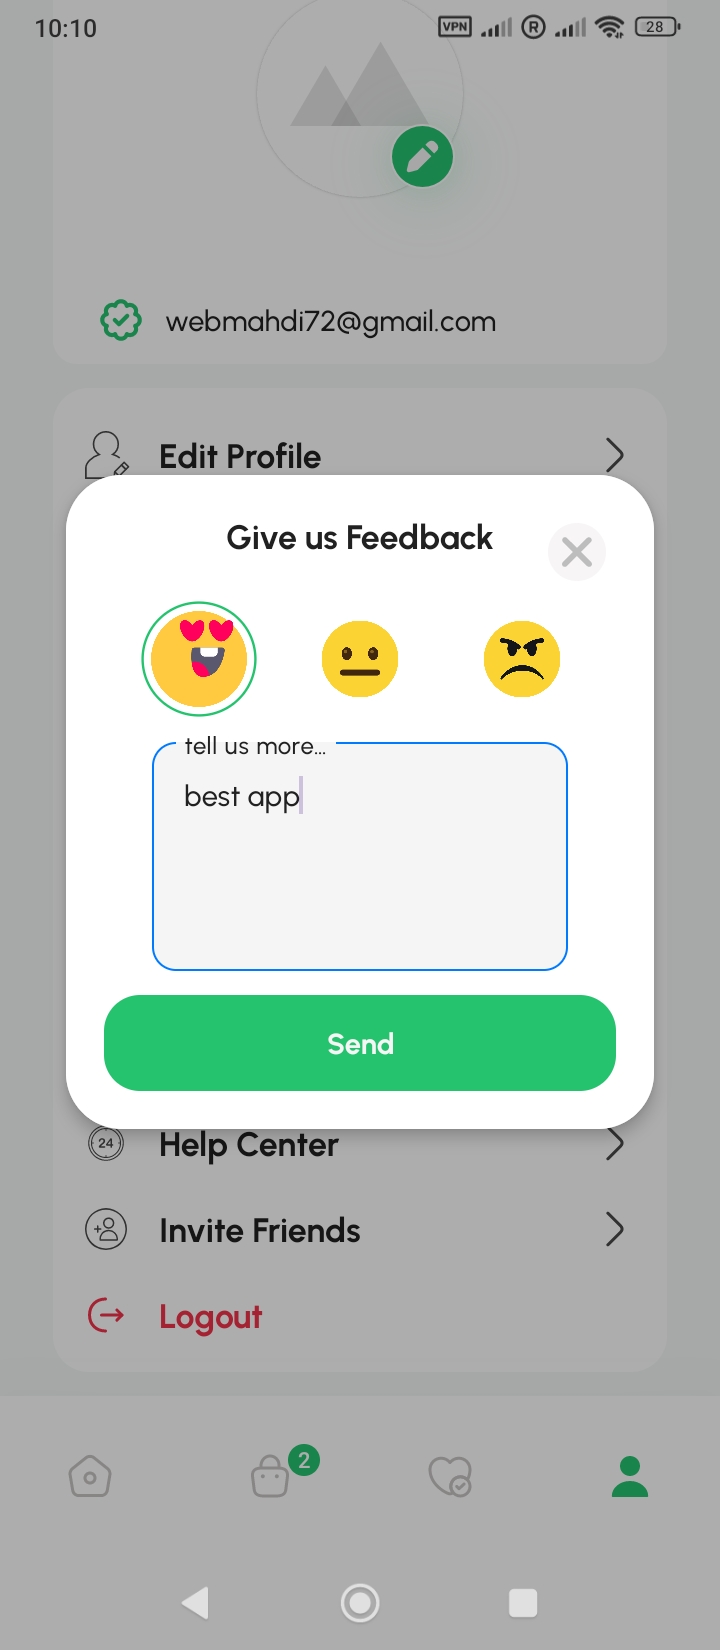 10:10
VPN
R
28
webmahdi72@gmail.com
Edit Profile
Give us Feedback
tell us more...
best app
Send
24
Help Center
Invite Friends
Logout
2